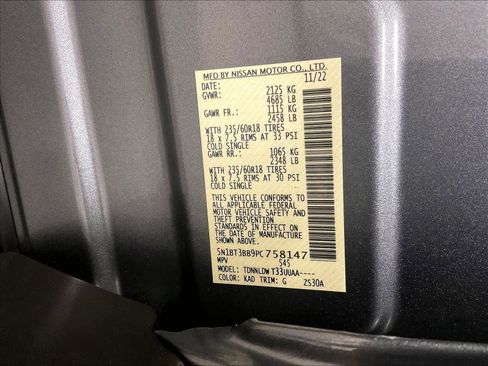 MFD BY NISSAN MOTOR CO., LTD.
DATE: 11/22
GVWR: 2125 KG
4685 LB
GAWR FR.: 1115 KG
2458 LB
WITH 235/60R18 TIRES
18 x 7.5 RIMS AT 33 PSI
COLD SINGLE
GAWR RR.: 1065 KG
2348 LB
WITH 235/60R18 TIRES
18 x 7.5 RIMS AT 30 PSI
COLD SINGLE
THIS VEHICLE CONFORMS TO
ALL APPLICABLE FEDERAL
MOTOR VEHICLE SAFETY AND
THEFT PREVENTION
STANDARDS IN EFFECT ON
THE DATE OF MANUFACTURE
SHOWN ABOVE.
5N1BT3BB9PC758147
MPV 545
MODEL: TDNNLDW T33UUAA----
COLOR: KAD TRIM: G ZS30A